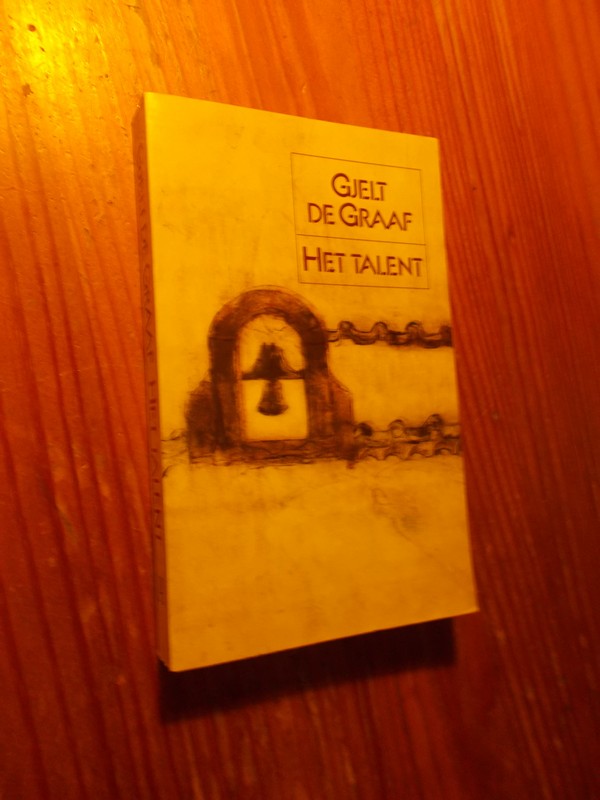 GJELT
DE GRAAF
HET TALENT